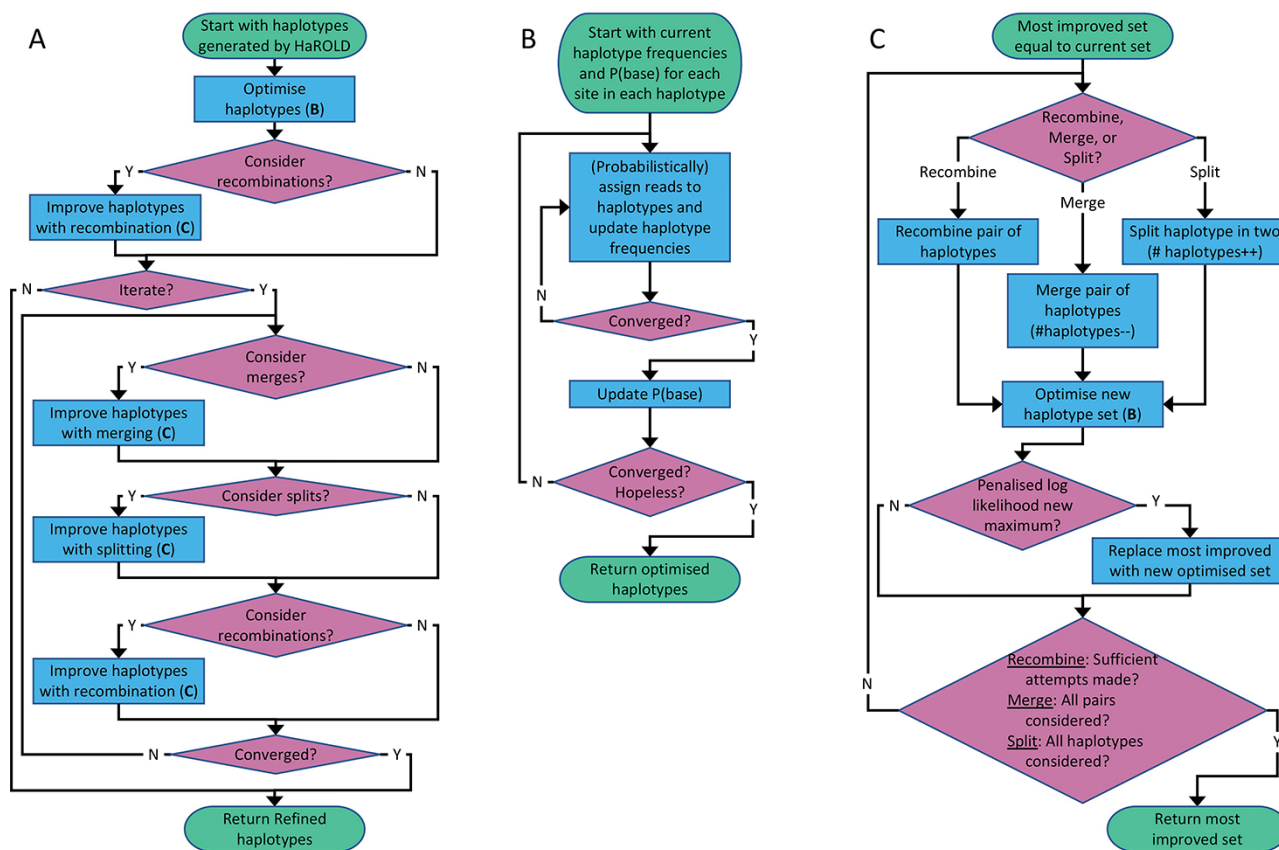 A
Start with haplotypes
generated by HaROLD
Optimise
haplotypes (B)
Consider
recombinations?
Y
N
Improve haplotypes
with recombination (C)
N
Iterate?
Y
Consider
merges?
Y
N
Improve haplotypes
with merging (C)
Consider splits?
Y
N
Improve haplotypes
with splitting (C)
Consider
recombinations?
Y
N
Improve haplotypes
with recombination (C)
N
Converged?
Y
Return Refined
haplotypes
B
Start with current
haplotype frequencies
and P(base) for each
site in each haplotype
(Probabilistically)
assign reads to
haplotypes and
update haplotype
frequencies
N
Converged?
Y
Update P(base)
Converged?
Hopeless?
N
Y
Return optimised
haplotypes
C
Most improved set
equal to current set
Recombine,
Merge, or
Split?
Recombine
Merge
Split
Recombine pair of
haplotypes
Split haplotype in two
(# haplotypes++)
Merge pair of
haplotypes
(#haplotypes--)
Optimise new
haplotype set (B)
Penalised log
likelihood new
maximum?
N
Y
Replace most improved
with new optimised set
Recombine: Sufficient
attempts made?
Merge: All pairs
considered?
Split: All haplotypes
considered?
N
Y
Return most
improved set